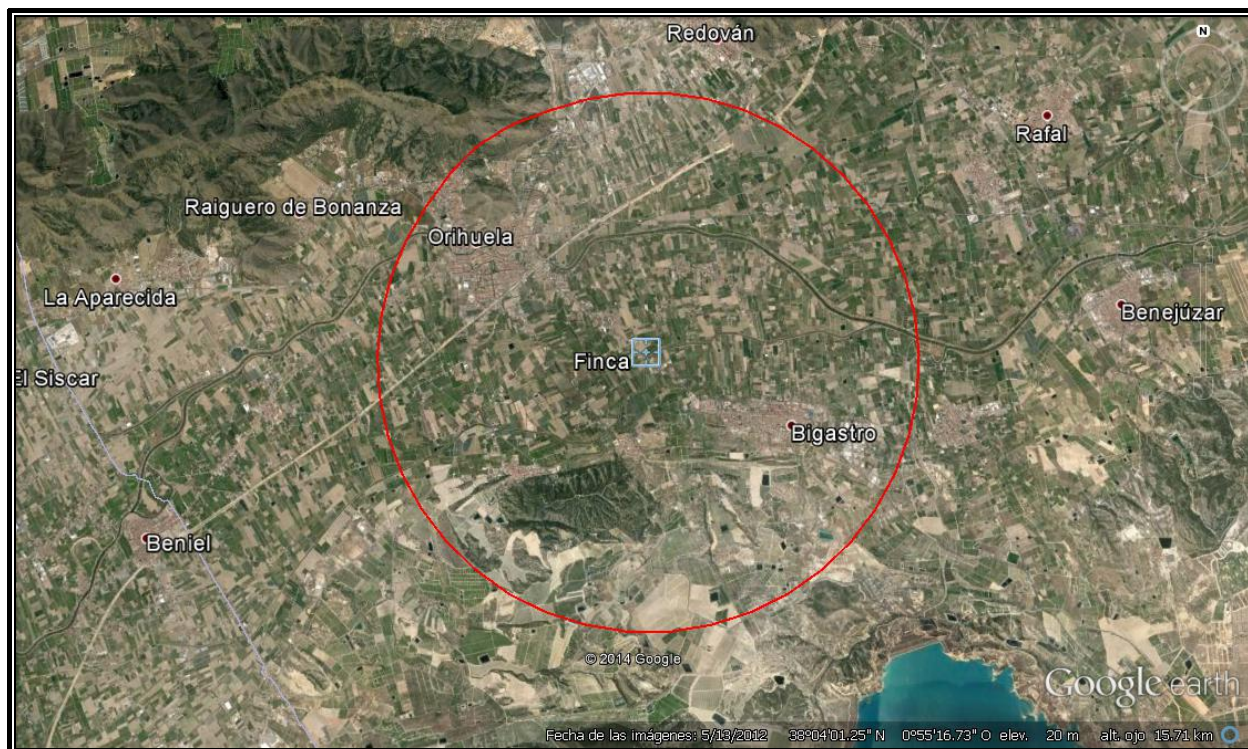 Redován
N
Rafal
Raiguero de Bonanza
Orihuela
La Aparecida
Benejúzar
Finca
El Siscar
Bigastro
Beniel
© 2014 Google
Google earth
Fecha de las imágenes: 5/13/2012 38°04'01.25" N 0°55'16.73" O elev. 20 m alt. ojo 15.71 km